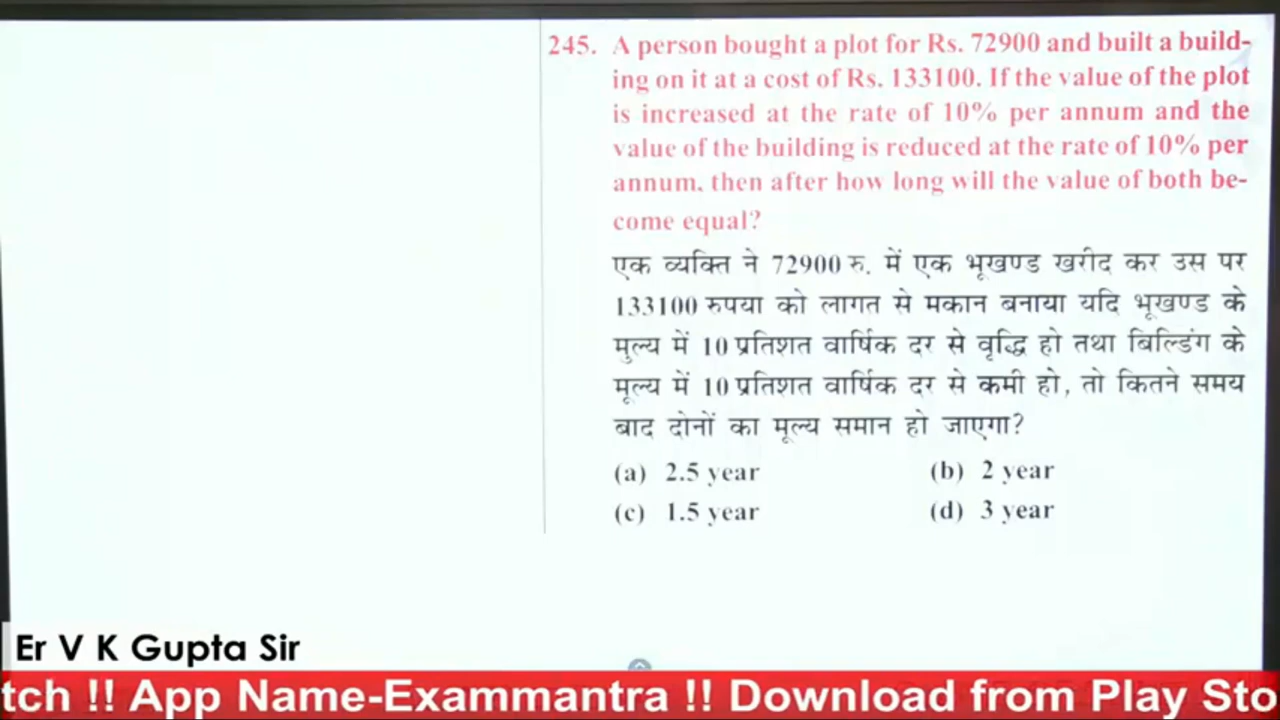 245. A person bought a plot for Rs. 72900 and built a build-
ing on it at a cost of Rs. 133100. If the value of the plot
is increased at the rate of 10% per annum and the
value of the building is reduced at the rate of 10% per
annum, then after how long will the value of both be-
come equal?
एक व्यक्ति ने 72900 रु. में एक भूखण्ड खरीद कर उस पर
133100 रुपया को लागत से मकान बनाया यदि भूखण्ड के
मुल्य में 10 प्रतिशत वार्षिक दर से वृद्धि हो तथा बिल्डिंग के
मूल्य में 10 प्रतिशत वार्षिक दर से कमी हो, तो कितने समय
बाद दोनों का मूल्य समान हो जाएगा?
(a) 2.5 year (b) 2 year
(c) 1.5 year (d) 3 year
Er V K Gupta Sir
tch !! App Name-Exammantra !! Download from Play Sto